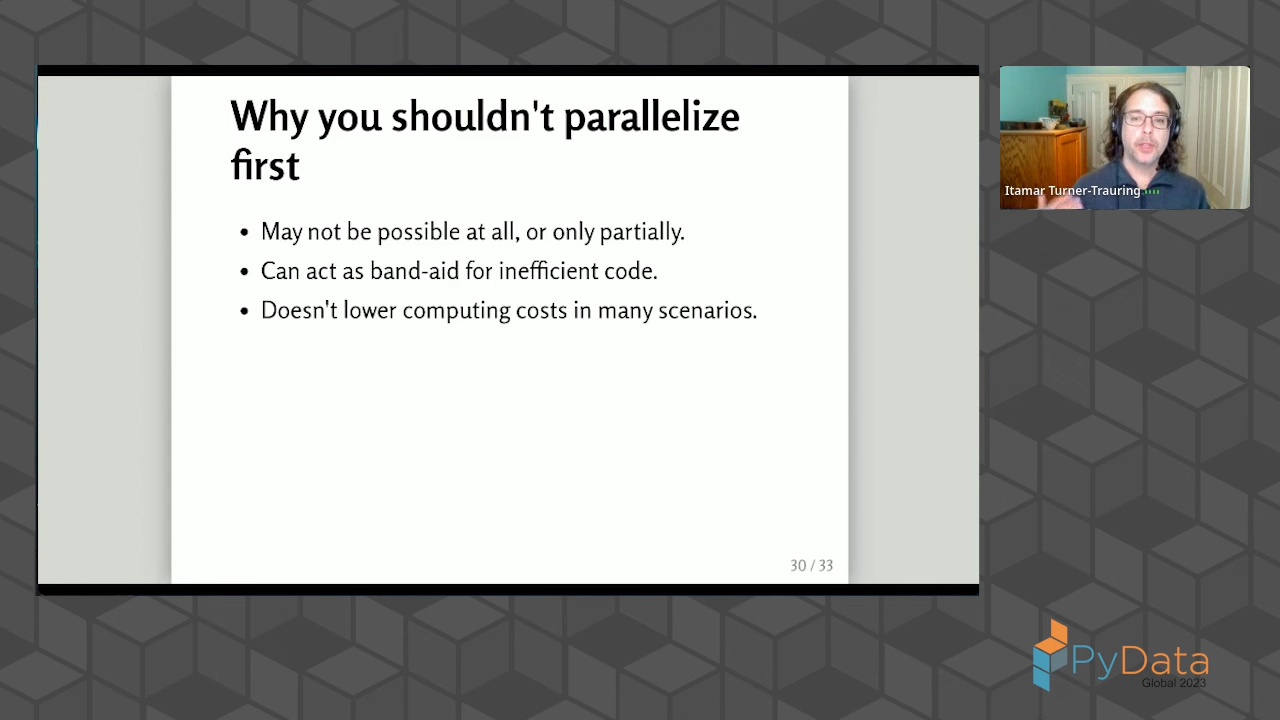 Why you shouldn't parallelize
first
• May not be possible at all, or only partially.
• Can act as band-aid for inefficient code.
• Doesn't lower computing costs in many scenarios.
30 / 33
Itamar Turner-Trauring
PyData
Global 2023